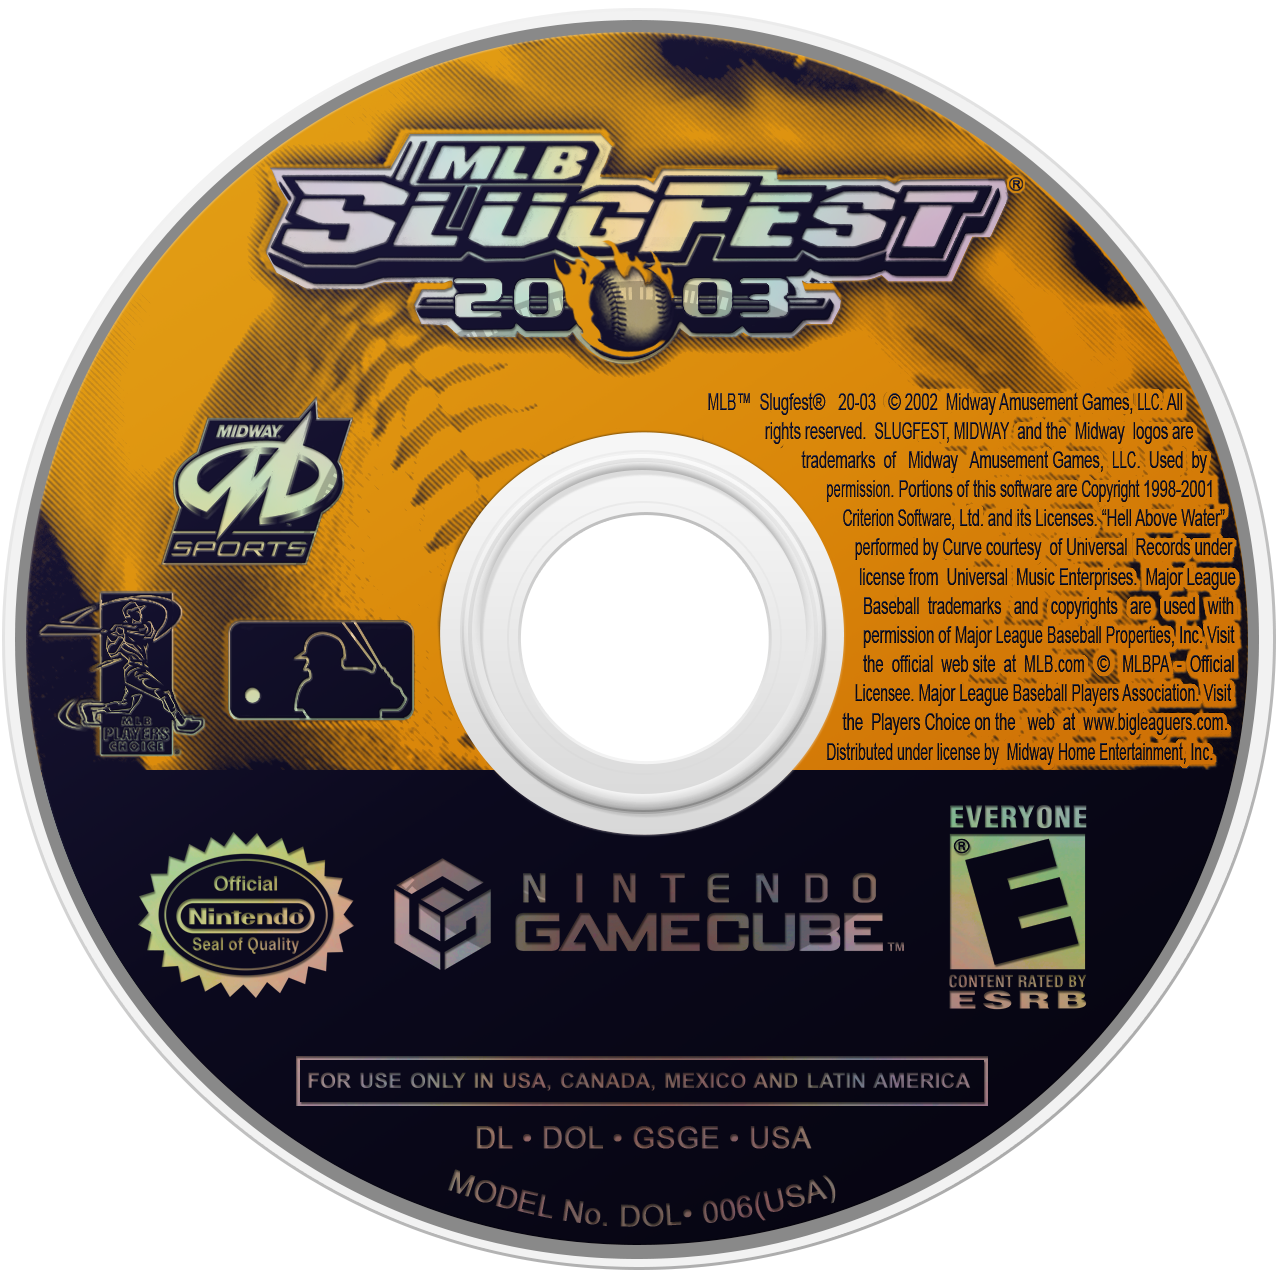 MLB
SLUGFEST®
20 03
MLB™ Slugfest® 20-03 © 2002 Midway Amusement Games, LLC. All
rights reserved. SLUGFEST, MIDWAY and the Midway logos are
trademarks of Midway Amusement Games, LLC. Used by
permission. Portions of this software are Copyright 1998-2001
Criterion Software, Ltd. and its Licenses. “Hell Above Water”
performed by Curve courtesy of Universal Records under
license from Universal Music Enterprises. Major League
Baseball trademarks and copyrights are used with
permission of Major League Baseball Properties, Inc. Visit
the official web site at MLB.com © MLBPA - Official
Licensee. Major League Baseball Players Association. Visit
the Players Choice on the web at www.bigleaguers.com.
Distributed under license by Midway Home Entertainment, Inc.
MIDWAY
SPORTS
MLB
PLAYERS
CHOICE
Official
Nintendo®
Seal of Quality
NINTENDO
GAMECUBE™
EVERYONE
®
E
CONTENT RATED BY
ESRB
FOR USE ONLY IN USA, CANADA, MEXICO AND LATIN AMERICA
DL • DOL • GSGE • USA
MODEL No. DOL• 006(USA)